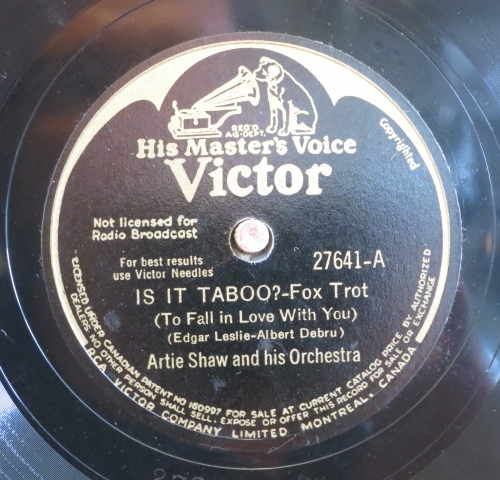 REG'D.
AG-DEPT.
His Master's Voice
Victor
Copyrighted
Not licensed for
Radio Broadcast
For best results
use Victor Needles
27641-A
IS IT TABOO?-Fox Trot
(To Fall in Love With You)
(Edgar Leslie-Albert Debru)
Artie Shaw and his Orchestra
LICENSED UNDER CANADIAN PATENT NO 160997 FOR SALE AT CURRENT CATALOG PRICE BY AUTHORIZED
DEALERS NO OTHER PERSON SHALL SELL, EXPOSE OR OFFER THIS RECORD FOR SALE OR EXCHANGE
RCA VICTOR COMPANY LIMITED MONTREAL, CANADA